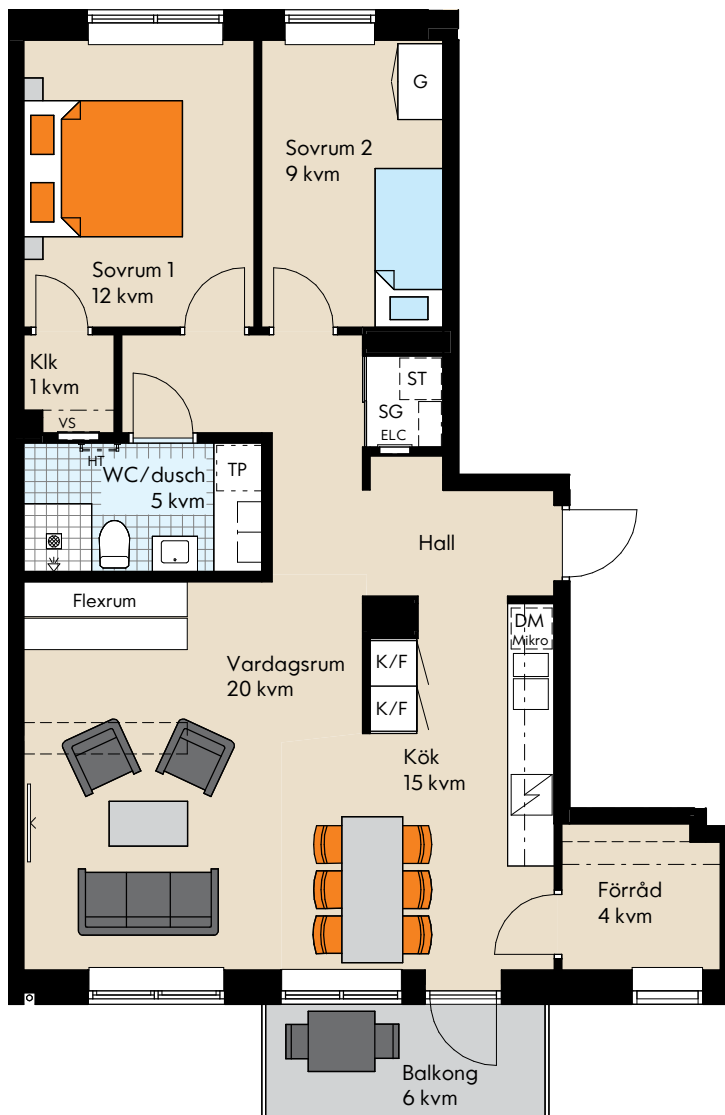 G
Sovrum 2
9 kvm
Sovrum 1
12 kvm
Klk
1 kvm
VS
ST
SG
ELC
HT
WC/dusch
5 kvm
TP
Hall
Flexrum
DM
Mikro
K/F
K/F
Vardagsrum
20 kvm
Kök
15 kvm
Förråd
4 kvm
Balkong
6 kvm